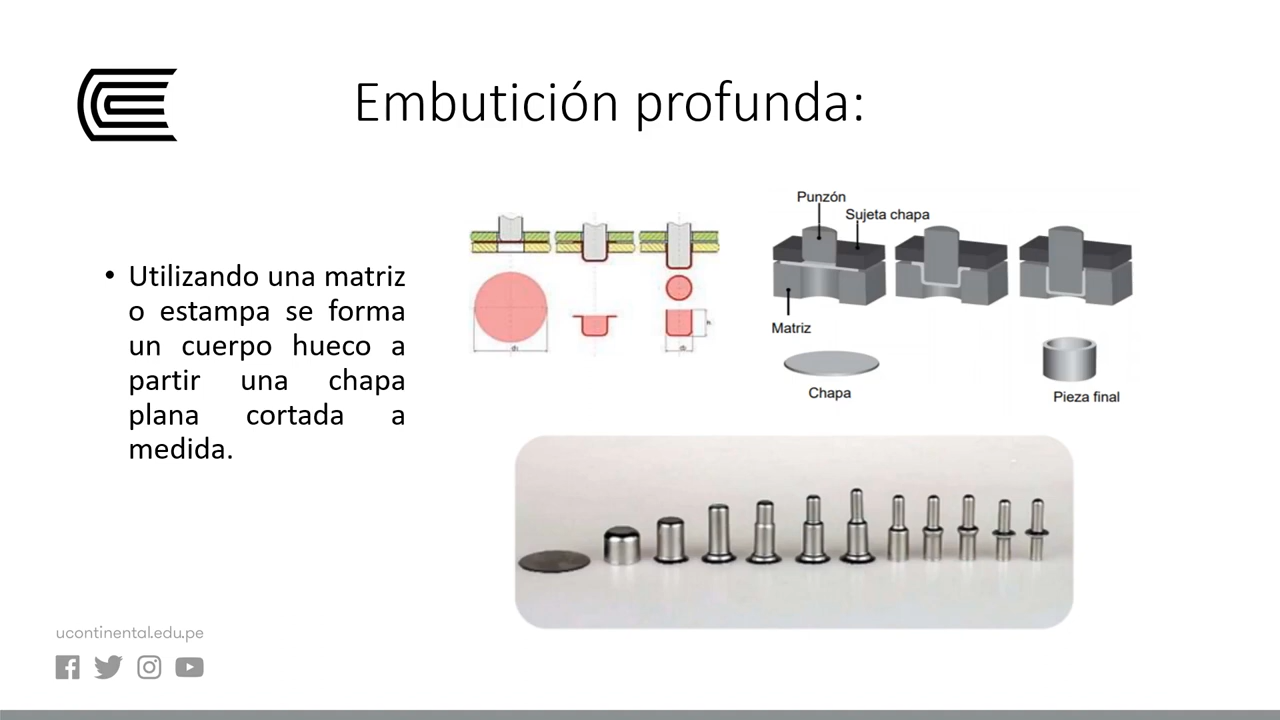 Embutición profunda:
• Utilizando una matriz
o estampa se forma
un cuerpo hueco a
partir una chapa
plana cortada a
medida.
Punzón
Sujeta chapa
Matriz
Chapa
Pieza final
ucontinental.edu.pe